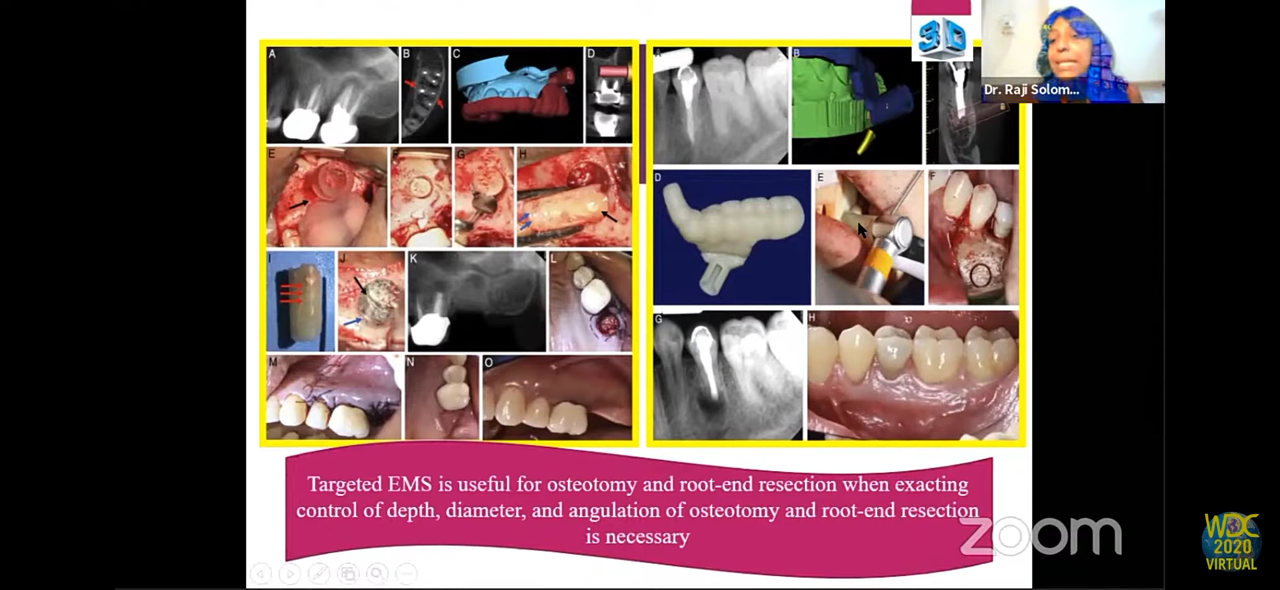 3D
Dr. Raji Solom...
A
B
C
D
E
F
G
H
I
J
K
L
M
N
O
B
D
E
F
G
H
Targeted EMS is useful for osteotomy and root-end resection when exacting
control of depth, diameter, and angulation of osteotomy and root-end resection
is necessary
zoom
WDC
2020
VIRTUAL